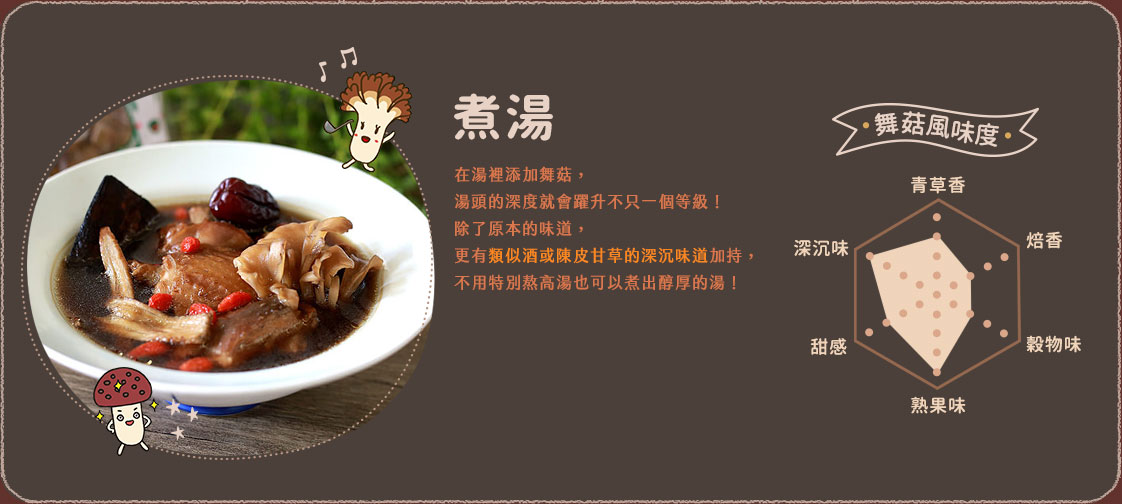 煮湯
在湯裡添加舞菇，
湯頭的深度就會躍升不只一個等級！
除了原本的味道，
更有類似酒或陳皮甘草的深沉味道加持，
不用特別熬高湯也可以煮出醇厚的湯！
舞菇風味度
青草香
深沉味
焙香
甜感
穀物味
熟果味